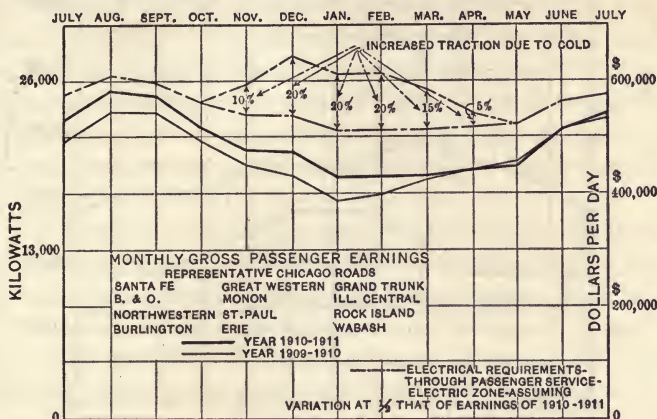 JULY AUG. SEPT. OCT. NOV. DEC. JAN. FEB. MAR. APR. MAY JUNE JULY
INCREASED TRACTION DUE TO COLD
26,000
$ 600,000
10% 20% 20% 20% 15% 5%
KILOWATTS
DOLLARS PER DAY
$ 400,000
13,000
MONTHLY GROSS PASSENGER EARNINGS
REPRESENTATIVE CHICAGO ROADS
SANTA FE GREAT WESTERN GRAND TRUNK
B. & O. MONON ILL. CENTRAL
NORTHWESTERN ST. PAUL ROCK ISLAND
BURLINGTON ERIE WABASH
$ 200,000
YEAR 1910-1911
YEAR 1909-1910
ELECTRICAL REQUIREMENTS-
THROUGH PASSENGER SERVICE-
ELECTRIC ZONE-ASSUMING
VARIATION AT ½ THAT OF EARNINGS OF 1910-1911
0 0